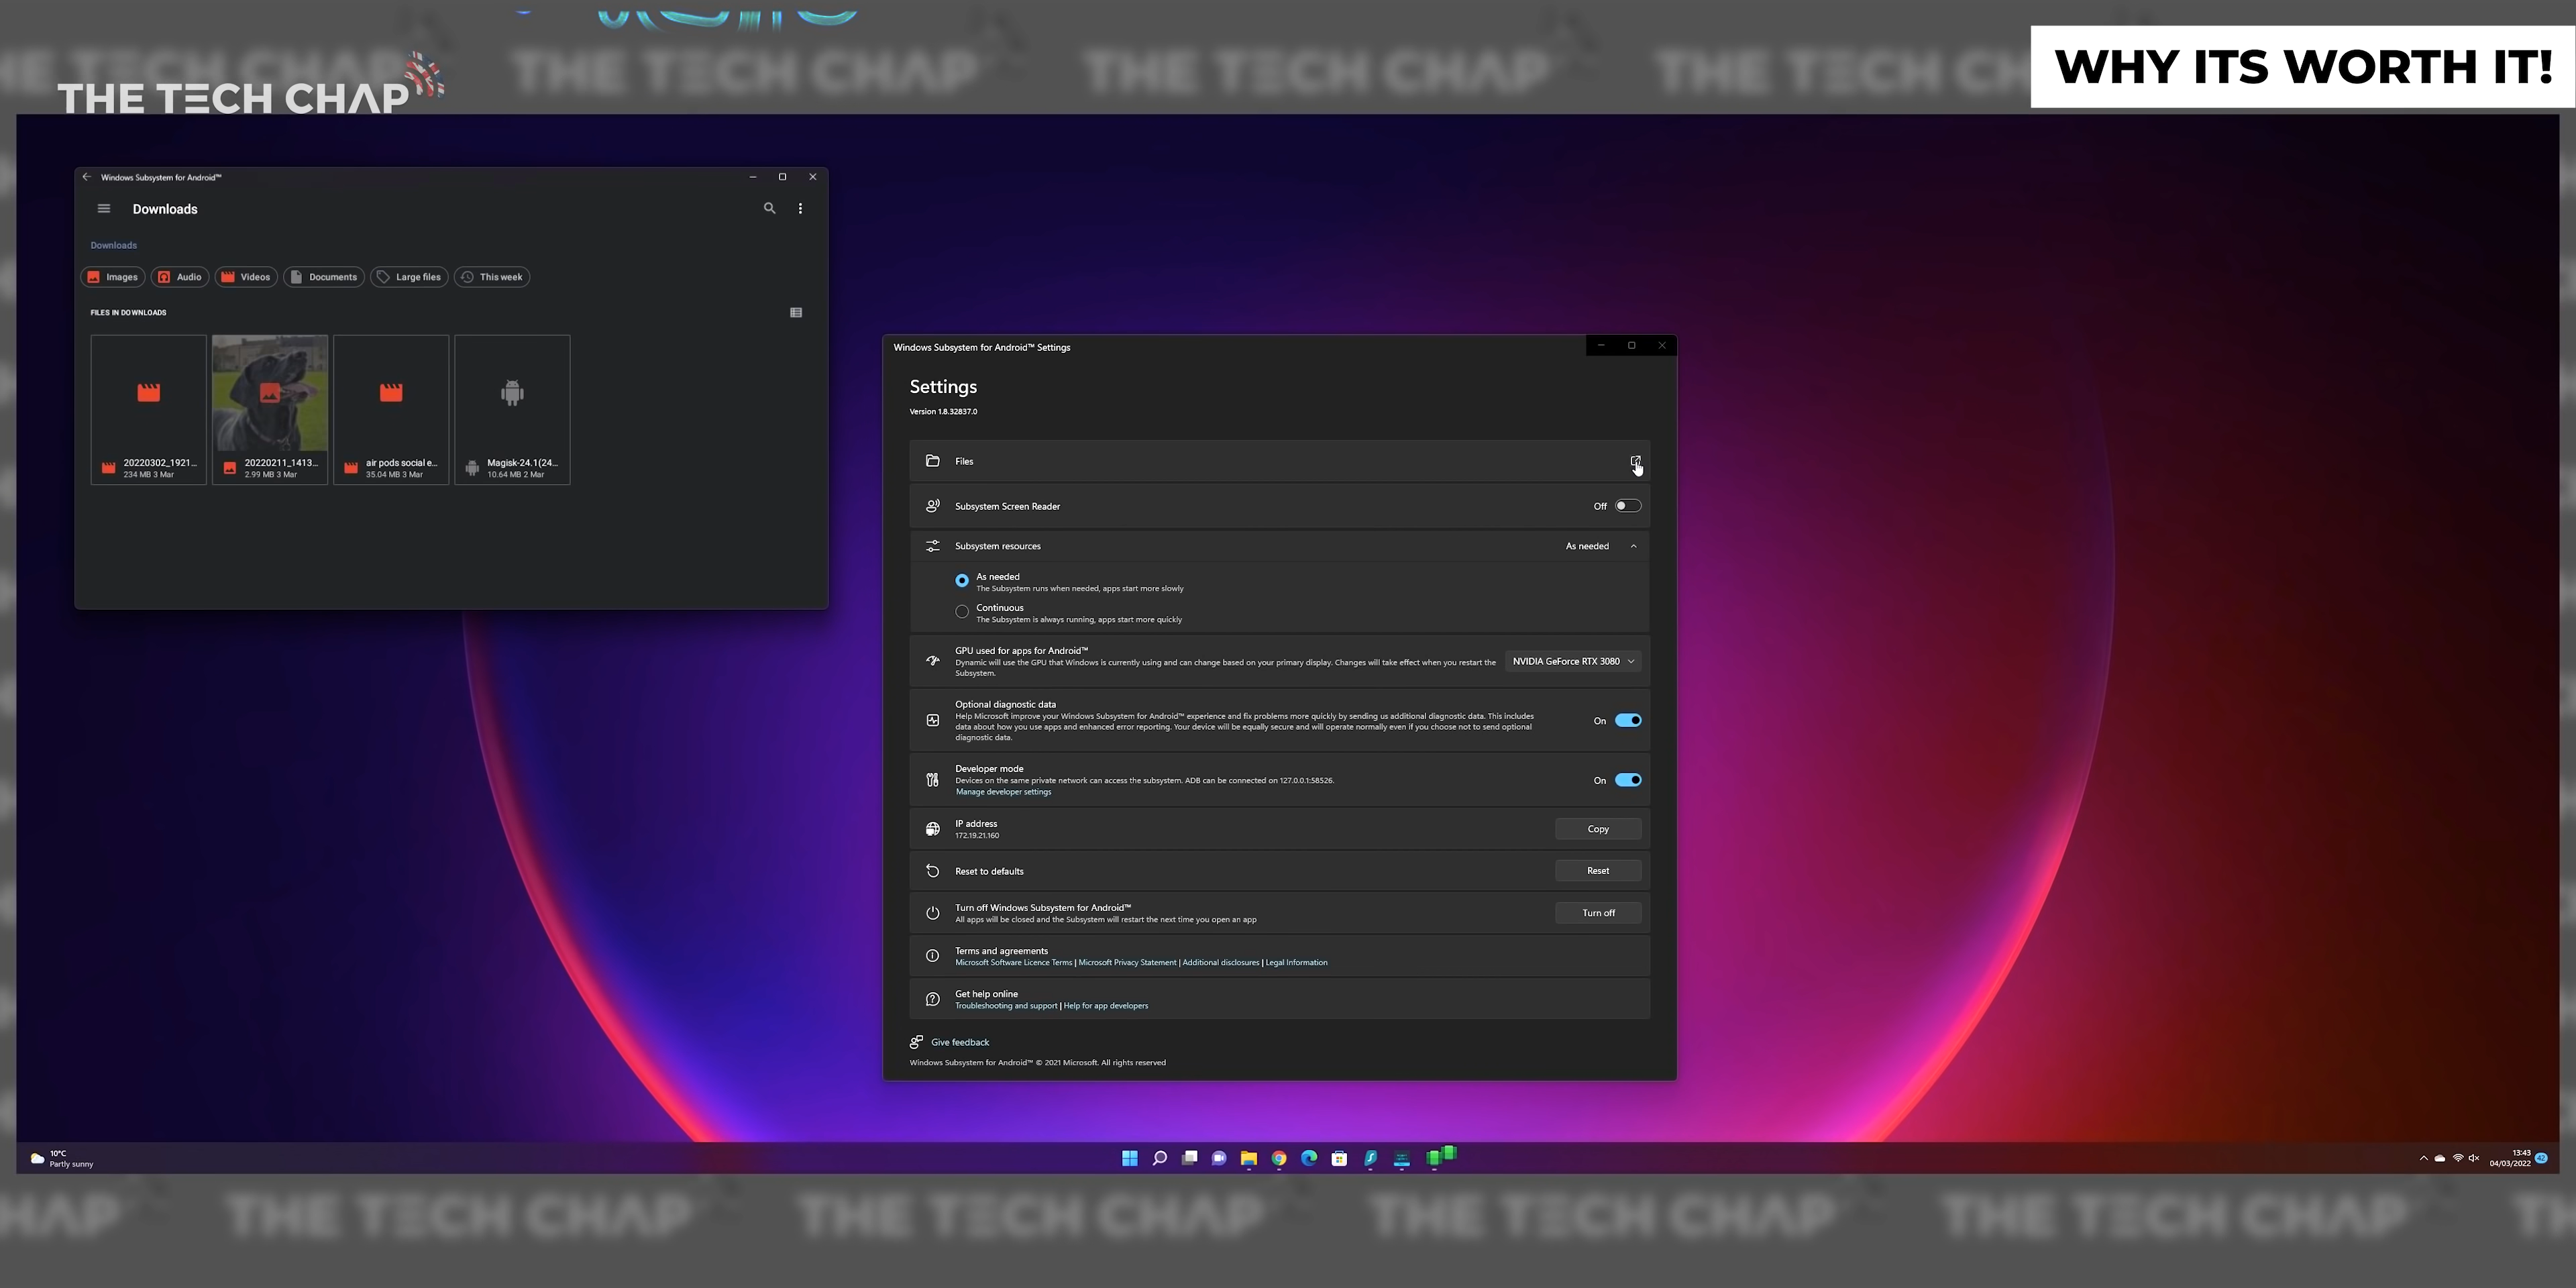 THE TECH CHAP
WHY ITS WORTH IT!
Windows Subsystem for Android™
Downloads
Downloads
Images
Audio
Videos
Documents
Large files
This week
FILES IN DOWNLOADS
20220302_1921...
234 MB 3 Mar
20220211_1413...
2.99 MB 3 Mar
air pods social e...
35.04 MB 3 Mar
Magisk-24.1(24...
10.64 MB 2 Mar
Windows Subsystem for Android™ Settings
Settings
Version 1.8.32837.0
Files
Subsystem Screen Reader
Off
Subsystem resources
As needed
As needed
The Subsystem runs when needed, apps start more slowly
Continuous
The Subsystem is always running, apps start more quickly
GPU used for apps for Android™
Dynamic will use the GPU that Windows is currently using and can change based on your primary display. Changes will take effect when you restart the
Subsystem.
NVIDIA GeForce RTX 3080
Optional diagnostic data
Help Microsoft improve your Windows Subsystem for Android™ experience and fix problems more quickly by sending us additional diagnostic data. This includes
data about how you use apps and enhanced error reporting. Your device will be equally secure and will operate normally even if you choose not to send optional
diagnostic data.
On
Developer mode
Devices on the same private network can access the subsystem. ADB can be connected on 127.0.0.1:58526.
Manage developer settings
On
IP address
172.19.21.160
Copy
Reset to defaults
Reset
Turn off Windows Subsystem for Android™
All apps will be closed and the Subsystem will restart the next time you open an app
Turn off
Terms and agreements
Microsoft Software Licence Terms | Microsoft Privacy Statement | Additional disclosures | Legal Information
Get help online
Troubleshooting and support | Help for app developers
Give feedback
Windows Subsystem for Android™ © 2021 Microsoft. All rights reserved
10°C
Partly sunny
13:43
04/03/2022
42
THE TECH CHAP THE TECH CHAP THE TECH CHAP